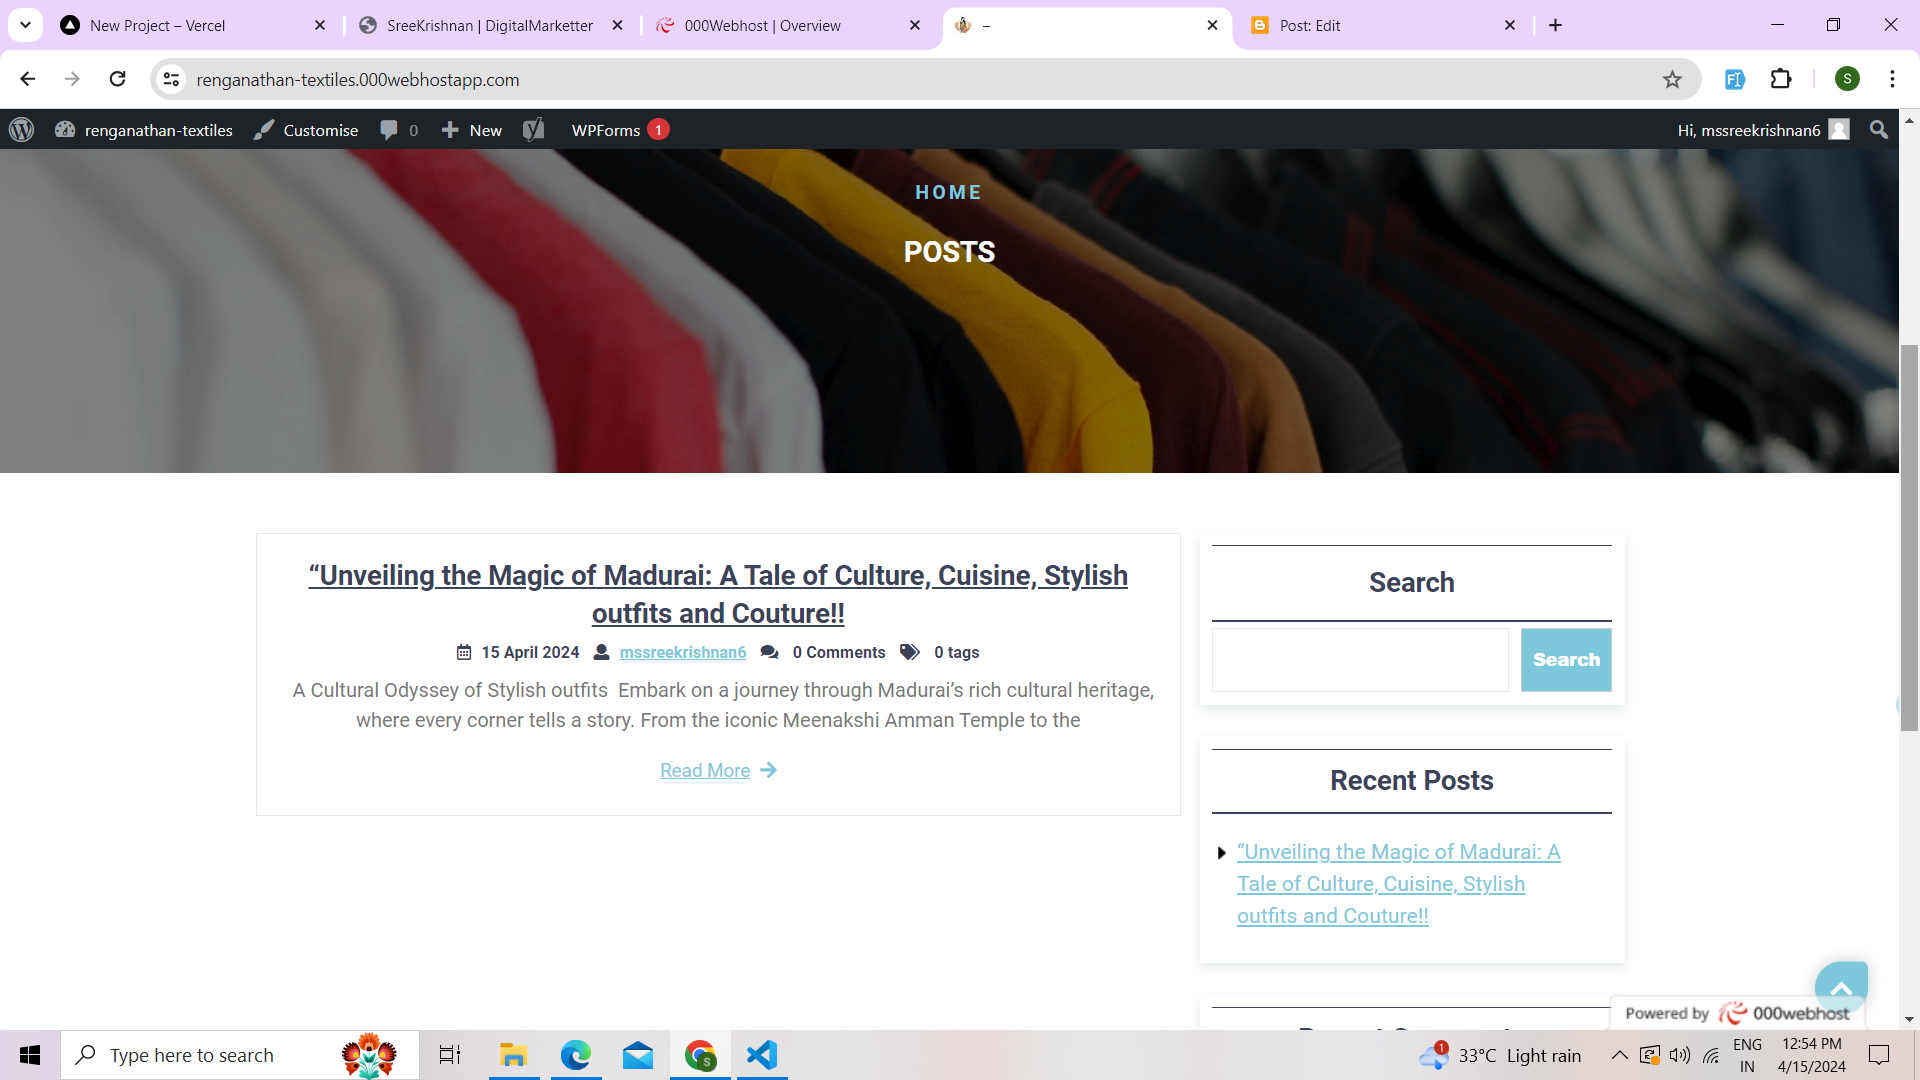 New Project – Vercel
SreeKrishnan | DigitalMarketter
000Webhost | Overview
–
Post: Edit
renganathan-textiles.000webhostapp.com
S
renganathan-textiles
Customise
0
New
WPForms 1
Hi, mssreekrishnan6
HOME
POSTS
“Unveiling the Magic of Madurai: A Tale of Culture, Cuisine, Stylish
outfits and Couture!!
15 April 2024 mssreekrishnan6 0 Comments 0 tags
A Cultural Odyssey of Stylish outfits Embark on a journey through Madurai’s rich cultural heritage,
where every corner tells a story. From the iconic Meenakshi Amman Temple to the
Read More
Search
Search
Recent Posts
“Unveiling the Magic of Madurai: A
Tale of Culture, Cuisine, Stylish
outfits and Couture!!
Powered by 000webhost
Type here to search
1
33°C Light rain
ENG
IN
12:54 PM
4/15/2024